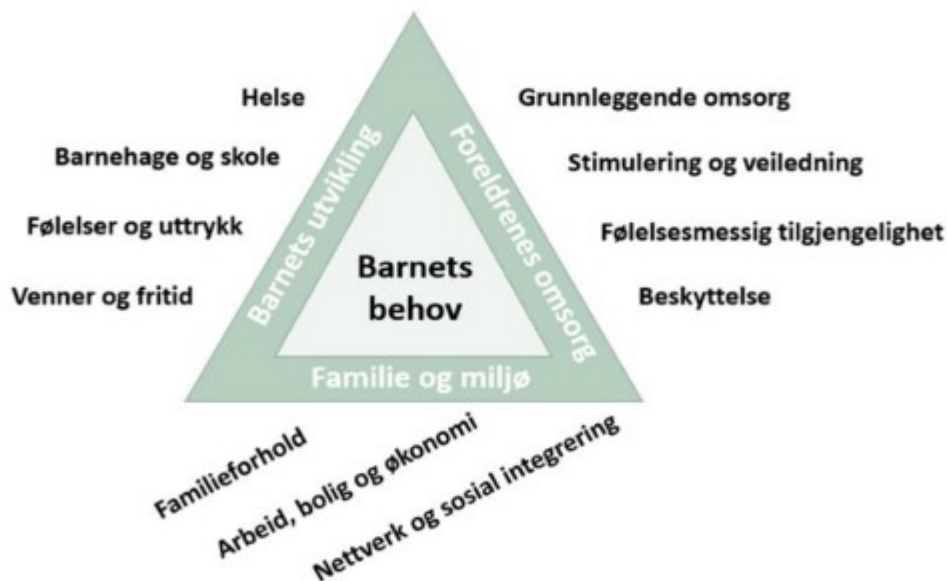 Helse
Barnehage og skole
Følelser og uttrykk
Venner og fritid
Barnets utvikling
Barnets
behov
Foreldrenes omsorg
Grunnleggende omsorg
Stimulering og veiledning
Følelsesmessig tilgjengelighet
Beskyttelse
Familie og miljø
Familieforhold
Arbeid, bolig og økonomi
Nettverk og sosial integrering